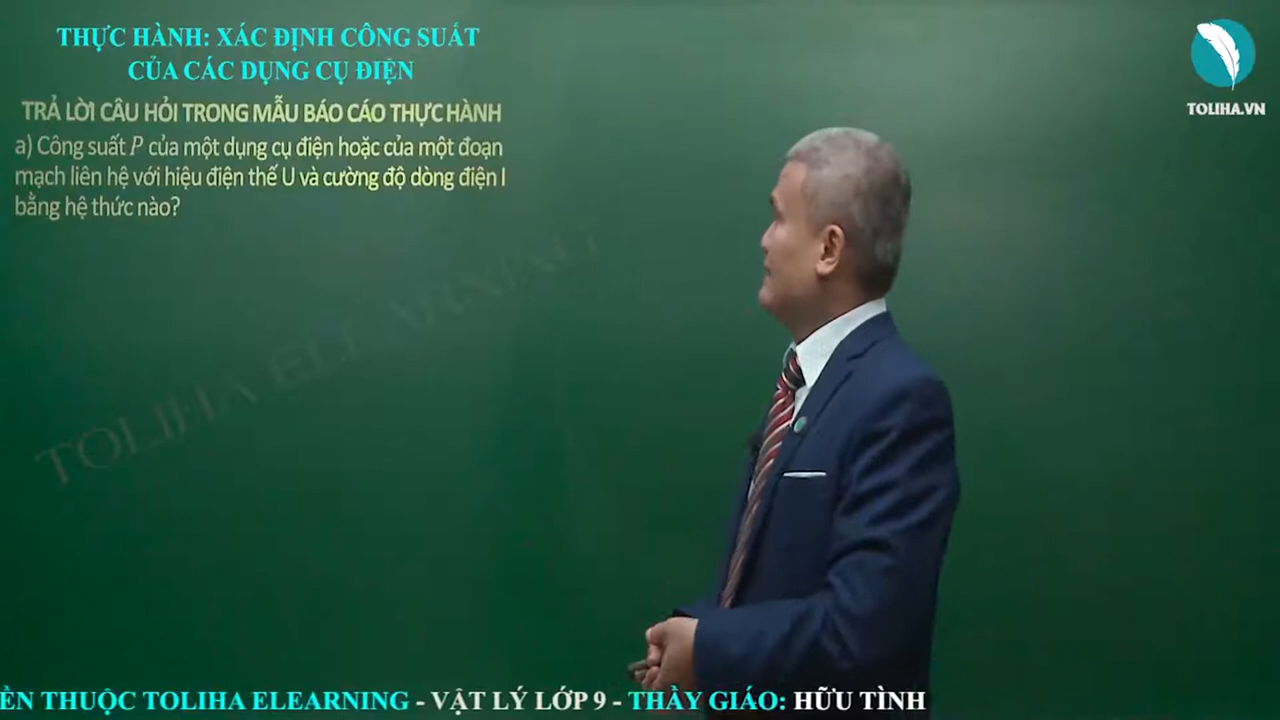 THỰC HÀNH: XÁC ĐỊNH CÔNG SUẤT
CỦA CÁC DỤNG CỤ ĐIỆN
TRẢ LỜI CÂU HỎI TRONG MẪU BÁO CÁO THỰC HÀNH
a) Công suất P của một dụng cụ điện hoặc của một đoạn
mạch liên hệ với hiệu điện thế U và cường độ dòng điện I
bằng hệ thức nào?
TOLIHA.VN
TOLIHA ELEARNING
ỀN THUỘC TOLIHA ELEARNING - VẬT LÝ LỚP 9 - THẦY GIÁO: HỮU TÌNH